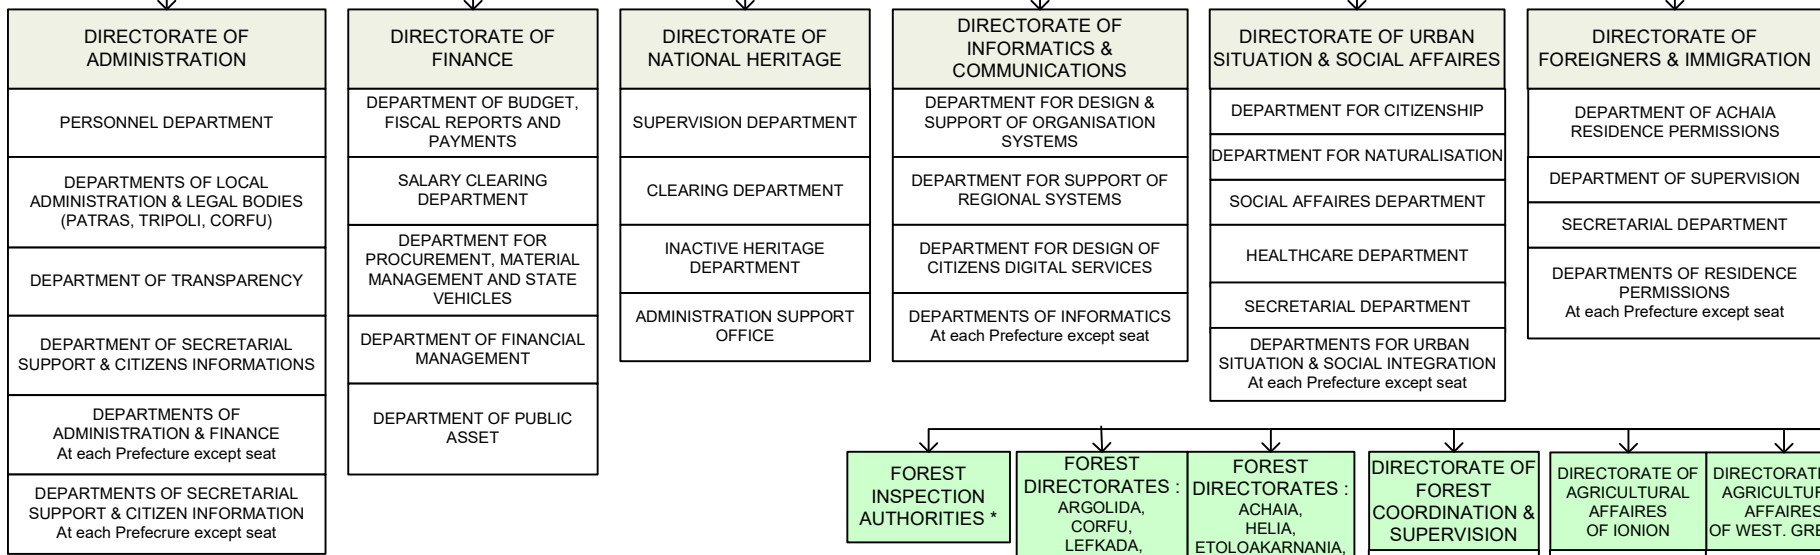 DIRECTORATE OF
ADMINISTRATION
PERSONNEL DEPARTMENT
DEPARTMENTS OF LOCAL
ADMINISTRATION & LEGAL BODIES
(PATRAS, TRIPOLI, CORFU)
DEPARTMENT OF TRANSPARENCY
DEPARTMENT OF SECRETARIAL
SUPPORT & CITIZENS INFORMATIONS
DEPARTMENTS OF
ADMINISTRATION & FINANCE
At each Prefecture except seat
DEPARTMENTS OF SECRETARIAL
SUPPORT & CITIZEN INFORMATION
At each Prefecrure except seat
DIRECTORATE OF
FINANCE
DEPARTMENT OF BUDGET,
FISCAL REPORTS AND
PAYMENTS
SALARY CLEARING
DEPARTMENT
DEPARTMENT FOR
PROCUREMENT, MATERIAL
MANAGEMENT AND STATE
VEHICLES
DEPARTMENT OF FINANCIAL
MANAGEMENT
DEPARTMENT OF PUBLIC
ASSET
DIRECTORATE OF
NATIONAL HERITAGE
SUPERVISION DEPARTMENT
CLEARING DEPARTMENT
INACTIVE HERITAGE
DEPARTMENT
ADMINISTRATION SUPPORT
OFFICE
DIRECTORATE OF
INFORMATICS &
COMMUNICATIONS
DEPARTMENT FOR DESIGN &
SUPPORT OF ORGANISATION
SYSTEMS
DEPARTMENT FOR SUPPORT OF
REGIONAL SYSTEMS
DEPARTMENT FOR DESIGN OF
CITIZENS DIGITAL SERVICES
DEPARTMENTS OF INFORMATICS
At each Prefecture except seat
DIRECTORATE OF URBAN
SITUATION & SOCIAL AFFAIRES
DEPARTMENT FOR CITIZENSHIP
DEPARTMENT FOR NATURALISATION
SOCIAL AFFAIRES DEPARTMENT
HEALTHCARE DEPARTMENT
SECRETARIAL DEPARTMENT
DEPARTMENTS FOR URBAN
SITUATION & SOCIAL INTEGRATION
At each Prefecture except seat
DIRECTORATE OF
FOREIGNERS & IMMIGRATION
DEPARTMENT OF ACHAIA
RESIDENCE PERMISSIONS
DEPARTMENT OF SUPERVISION
SECRETARIAL DEPARTMENT
DEPARTMENTS OF RESIDENCE
PERMISSIONS
At each Prefecture except seat
FOREST
INSPECTION
AUTHORITIES *
FOREST
DIRECTORATES :
ARGOLIDA,
CORFU,
LEFKADA,
FOREST
DIRECTORATES :
ACHAIA,
HELIA,
ETOLOAKARNANIA,
DIRECTORATE OF
FOREST
COORDINATION &
SUPERVISION
DIRECTORATE OF
AGRICULTURAL
AFFAIRES
OF IONION
AFFAIRES
OF WEST.